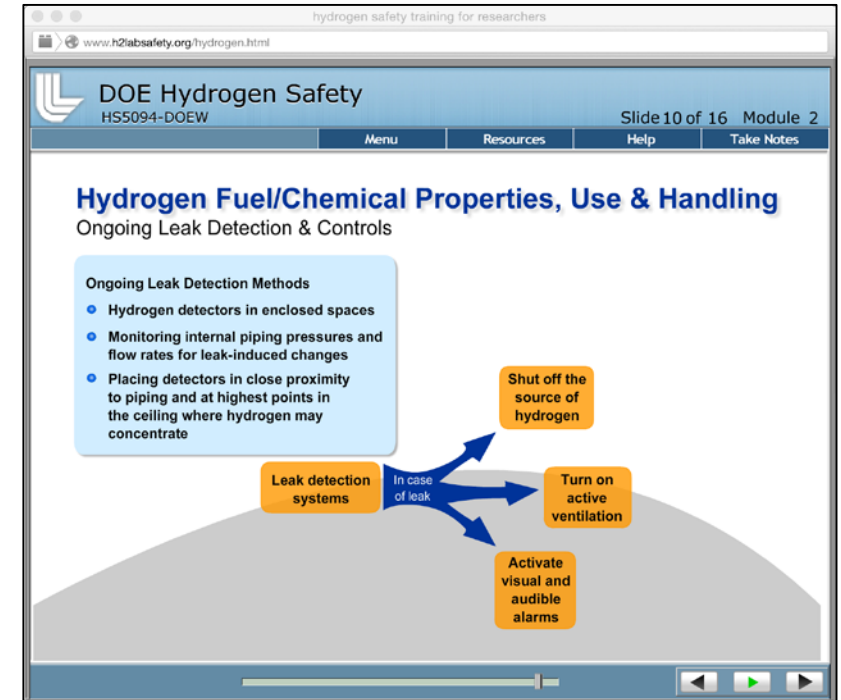 hydrogen safety training for researchers
www.h2labsafety.org/hydrogen.html
DOE Hydrogen Safety
HS5094-DOEW
Slide 10 of 16 Module 2
Menu Resources Help Take Notes
Hydrogen Fuel/Chemical Properties, Use & Handling
Ongoing Leak Detection & Controls
Ongoing Leak Detection Methods
Hydrogen detectors in enclosed spaces
Monitoring internal piping pressures and
flow rates for leak-induced changes
Placing detectors in close proximity
to piping and at highest points in
the ceiling where hydrogen may
concentrate
Leak detection
systems
In case
of leak
Shut off the
source of
hydrogen
Turn on
active
ventilation
Activate
visual and
audible
alarms